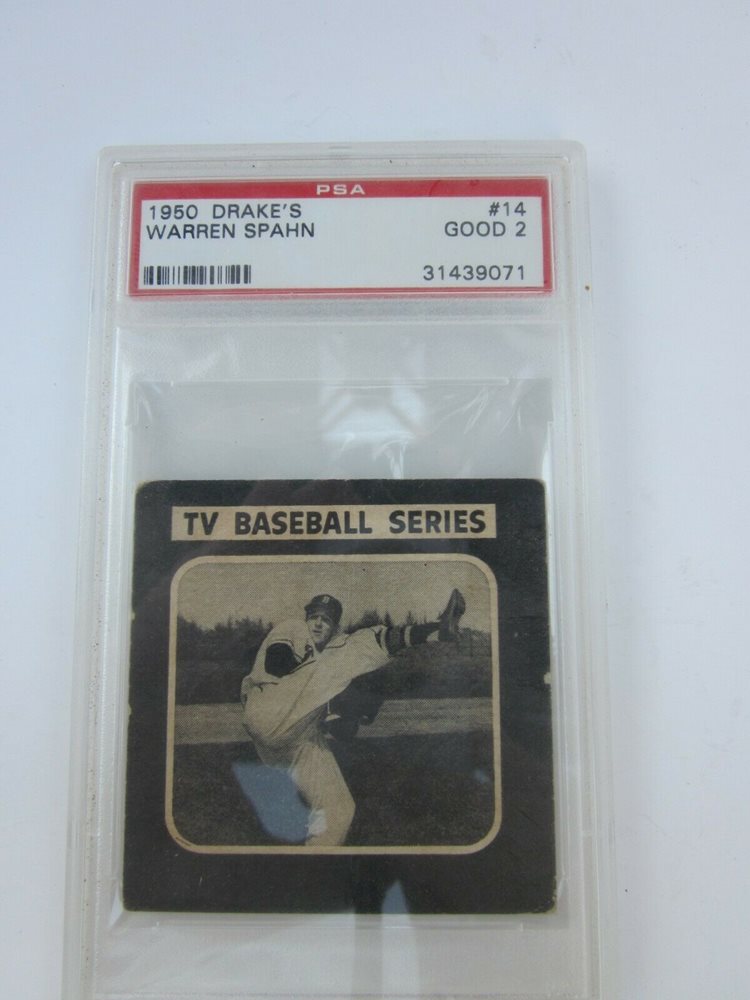 PSA
1950 DRAKE'S #14
WARREN SPAHN GOOD 2
31439071
TV BASEBALL SERIES
B